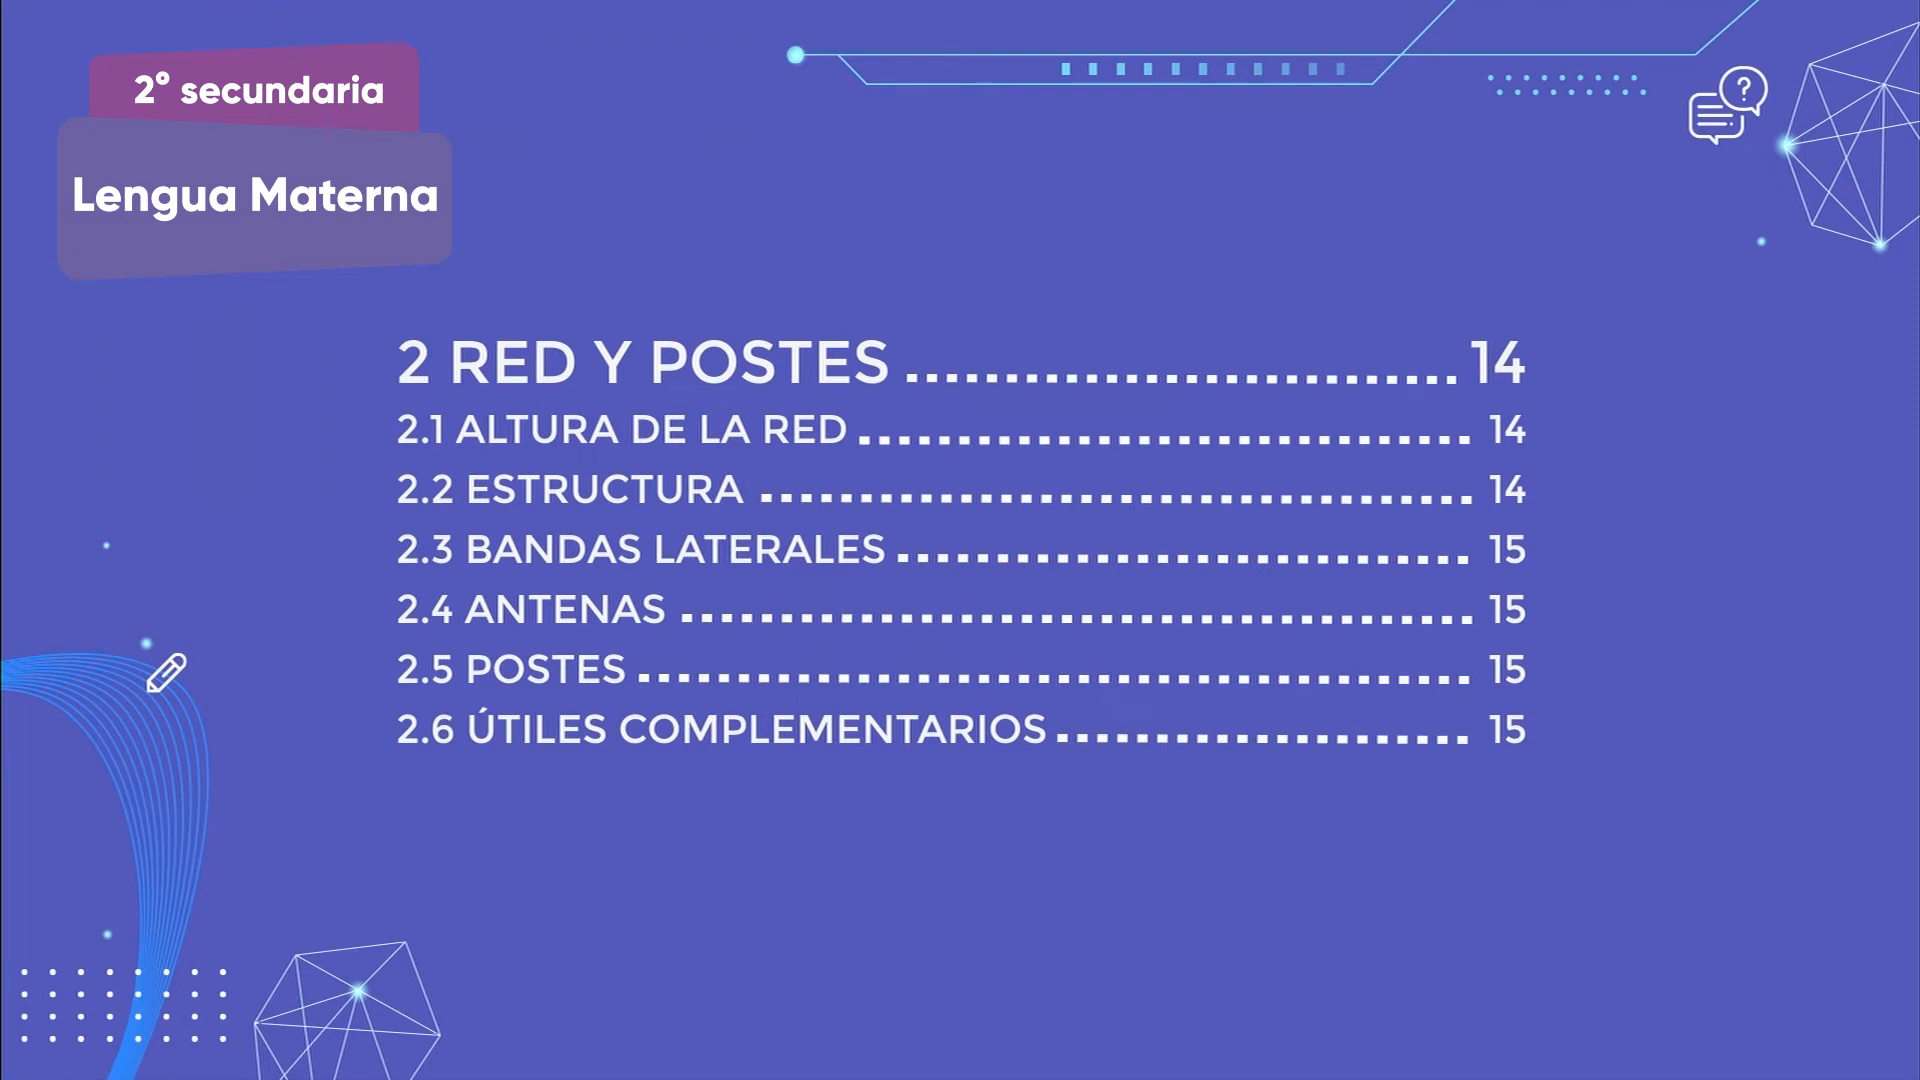 2° secundaria
Lengua Materna
?
2 RED Y POSTES ............................ 14
2.1 ALTURA DE LA RED ............................... 14
2.2 ESTRUCTURA .................................... 14
2.3 BANDAS LATERALES ............................. 15
2.4 ANTENAS ........................................ 15
2.5 POSTES .......................................... 15
2.6 ÚTILES COMPLEMENTARIOS ..................... 15